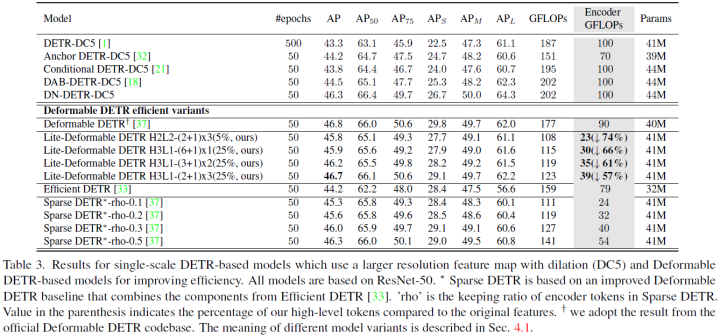 Model #epochs AP AP50 AP75 APS APM APL GFLOPs Encoder GFLOPs Params
DETR-DC5 [1] 500 43.3 63.1 45.9 22.5 47.3 61.1 187 100 41M
Anchor DETR-DC5 [32] 50 44.2 64.7 47.5 24.7 48.2 60.6 151 70 39M
Conditional DETR-DC5 [21] 50 43.8 64.4 46.7 24.0 47.6 60.7 195 100 44M
DAB-DETR-DC5 [18] 50 44.5 65.1 47.7 25.3 48.2 62.3 202 100 44M
DN-DETR-DC5 50 46.3 66.4 49.7 26.7 50.0 64.3 202 100 44M
Deformable DETR efficient variants
Deformable DETR† [37] 50 46.8 66.0 50.6 29.8 49.7 62.0 177 90 40M
Lite-Deformable DETR H2L2-(2+1)x3(5%, ours) 50 45.8 65.1 49.3 27.7 49.1 61.1 108 23(↓ 74%) 41M
Lite-Deformable DETR H3L1-(6+1)x1(25%, ours) 50 45.9 65.6 49.2 27.9 49.0 61.6 115 30(↓ 66%) 41M
Lite-Deformable DETR H3L1-(3+1)x2(25%, ours) 50 46.2 65.5 49.8 28.2 49.2 61.5 119 35(↓ 61%) 41M
Lite-Deformable DETR H3L1-(2+1)x3(25%, ours) 50 46.7 66.1 50.6 29.1 49.7 62.2 123 39(↓ 57%) 41M
Efficient DETR [33] 50 44.2 62.2 48.0 28.4 47.5 56.6 159 79 32M
Sparse DETR*-rho-0.1 [37] 50 45.3 65.8 49.3 28.4 48.3 60.1 111 24 41M
Sparse DETR*-rho-0.2 [37] 50 45.6 65.8 49.6 28.5 48.6 60.4 119 32 41M
Sparse DETR*-rho-0.3 [37] 50 46.0 65.9 49.7 29.1 49.1 60.6 127 40 41M
Sparse DETR*-rho-0.5 [37] 50 46.3 66.0 50.1 29.0 49.5 60.8 141 54 41M
Table 3. Results for single-scale DETR-based models which use a larger resolution feature map with dilation (DC5) and Deformable
DETR-based models for improving efficiency. All models are based on ResNet-50. * Sparse DETR is based on an improved Deformable
DETR baseline that combines the components from Efficient DETR [33]. 'rho' is the keeping ratio of encoder tokens in Sparse DETR.
Value in the parenthesis indicates the percentage of our high-level tokens compared to the original features. † we adopt the result from the
official Deformable DETR codebase. The meaning of different model variants is described in Sec. 4.1.